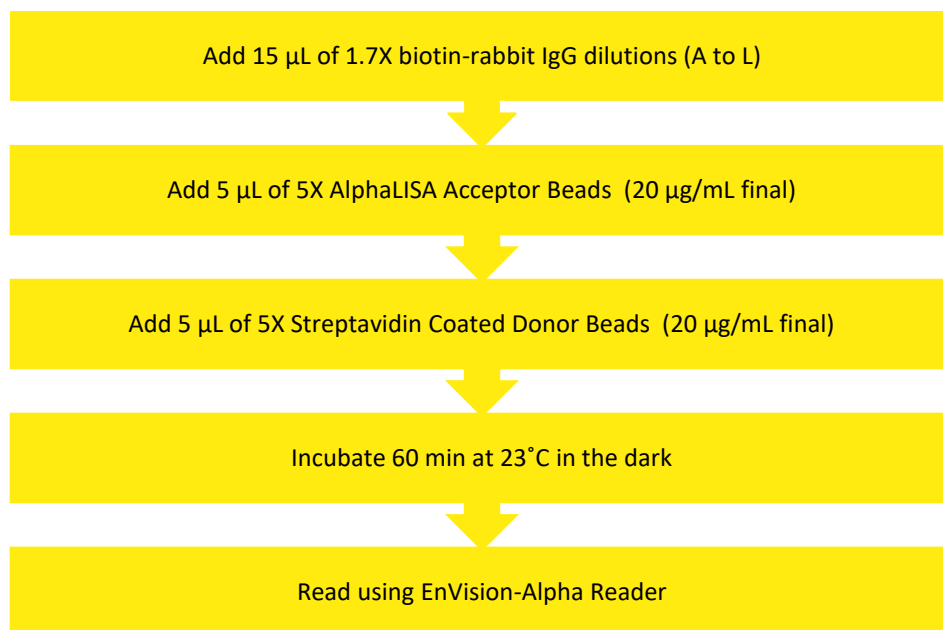 Add 15 µL of 1.7X biotin-rabbit IgG dilutions (A to L)
Add 5 µL of 5X AlphaLISA Acceptor Beads (20 µg/mL final)
Add 5 µL of 5X Streptavidin Coated Donor Beads (20 µg/mL final)
Incubate 60 min at 23˚C in the dark
Read using EnVision-Alpha Reader